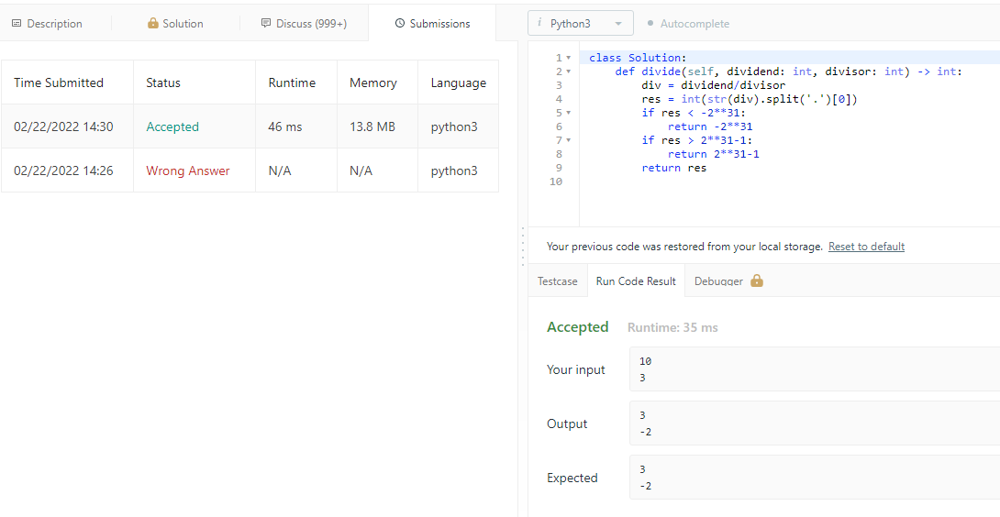 Description
Solution
Discuss (999+)
Submissions
Time Submitted Status Runtime Memory Language
02/22/2022 14:30 Accepted 46 ms 13.8 MB python3
02/22/2022 14:26 Wrong Answer N/A N/A python3
i Python3
Autocomplete
1 class Solution:
2 def divide(self, dividend: int, divisor: int) -> int:
3 div = dividend/divisor
4 res = int(str(div).split('.')[0])
5 if res < -2**31:
6 return -2**31
7 if res > 2**31-1:
8 return 2**31-1
9 return res
10
Your previous code was restored from your local storage. Reset to default
Testcase Run Code Result Debugger
Accepted Runtime: 35 ms
Your input
10
3
Output
3
-2
Expected
3
-2